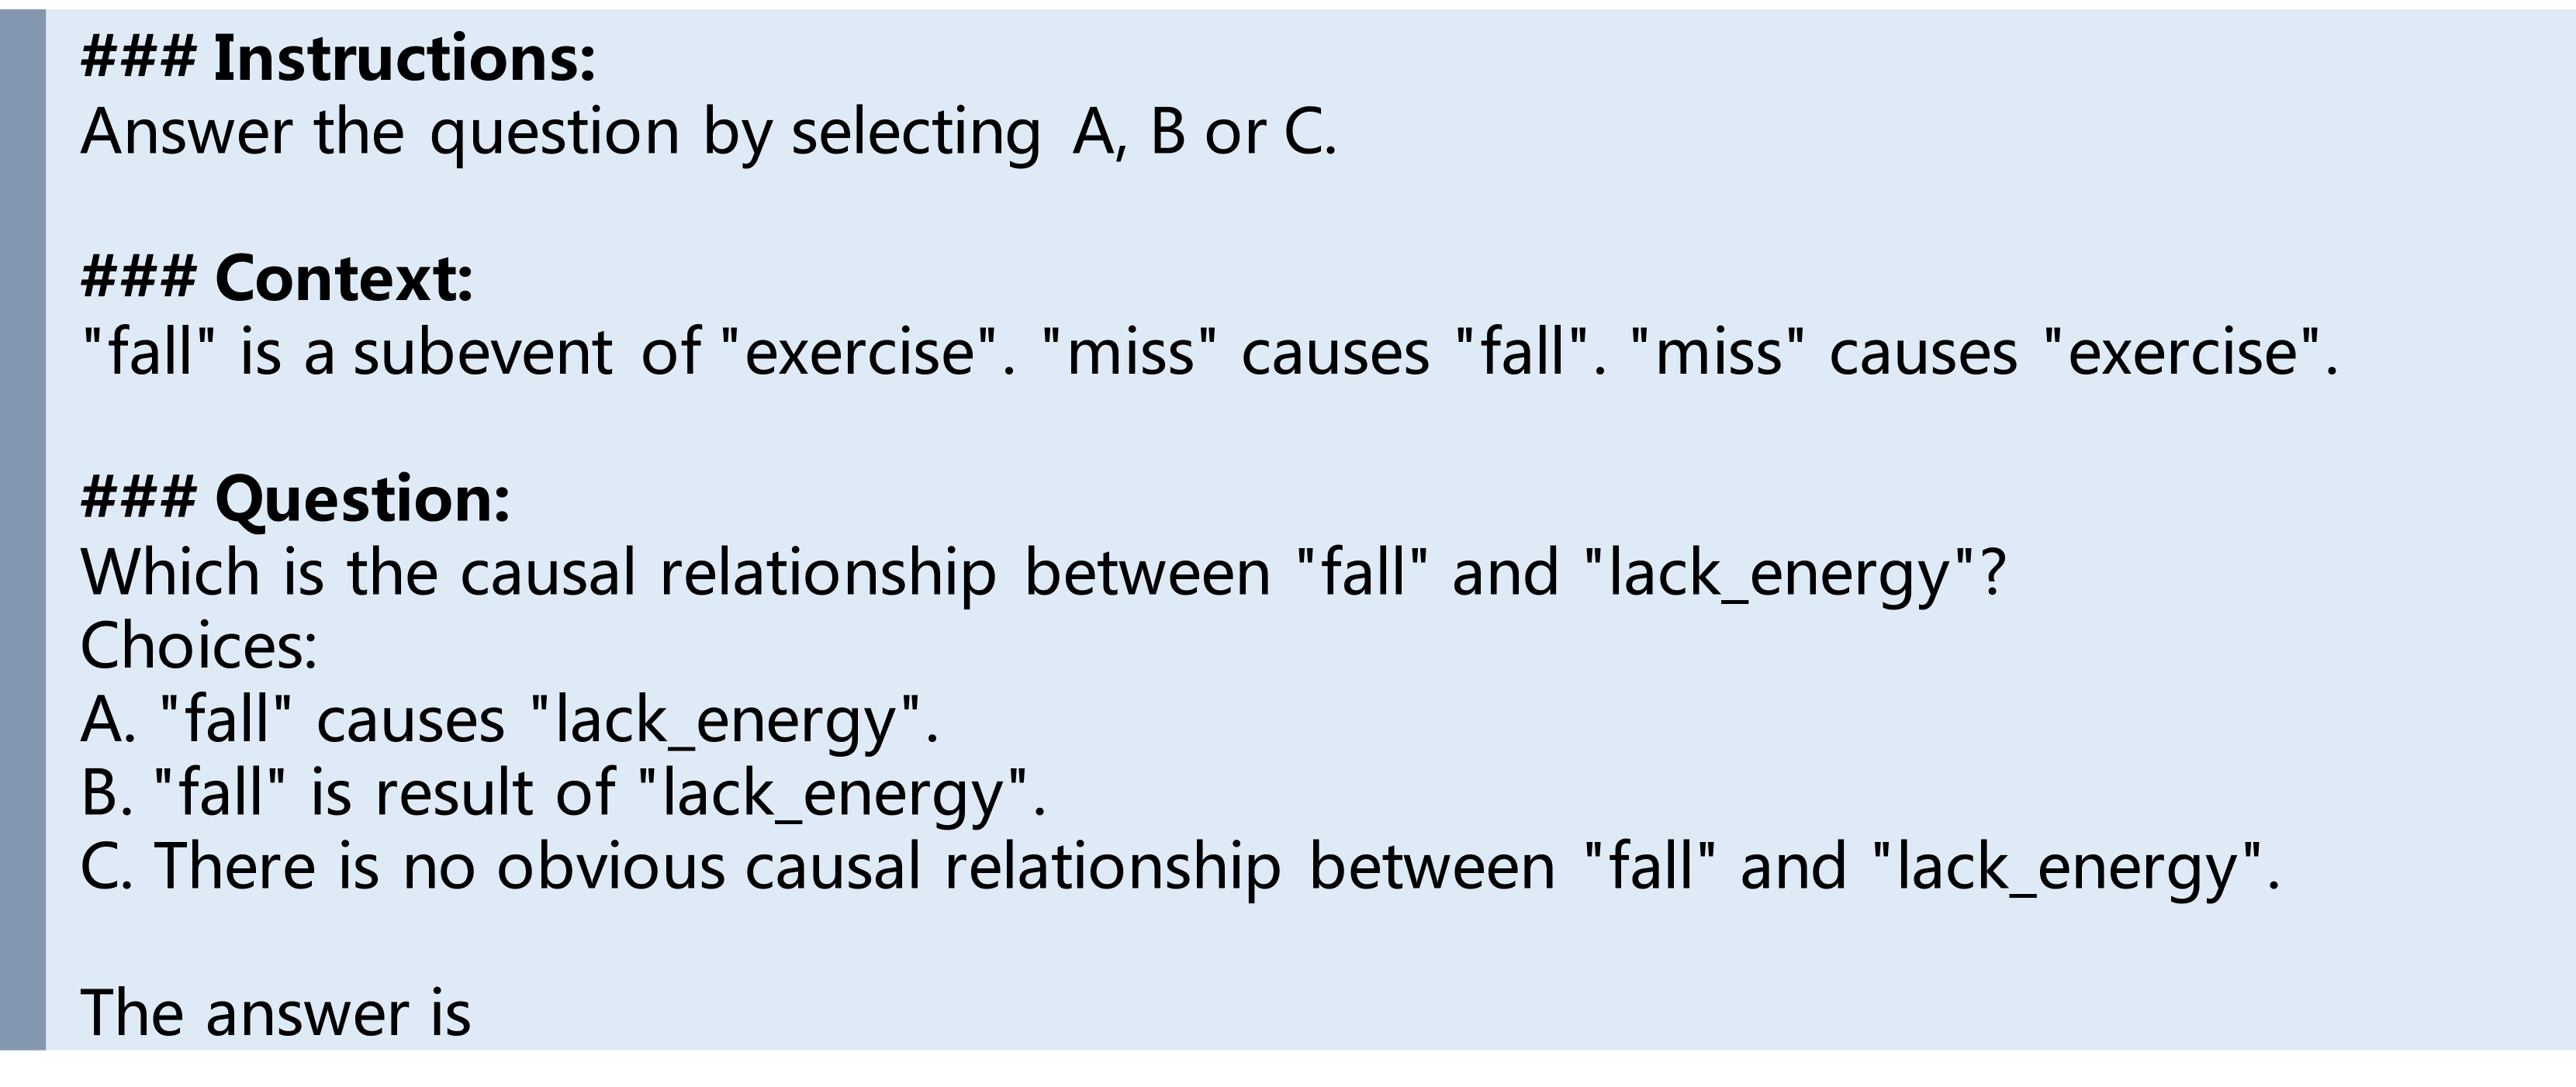 ### Instructions:
Answer the question by selecting A, B or C.
### Context:
"fall" is a subevent of "exercise". "miss" causes "fall". "miss" causes "exercise".
### Question:
Which is the causal relationship between "fall" and "lack_energy"?
Choices:
A. "fall" causes "lack_energy".
B. "fall" is result of "lack_energy".
C. There is no obvious causal relationship between "fall" and "lack_energy".
The answer is